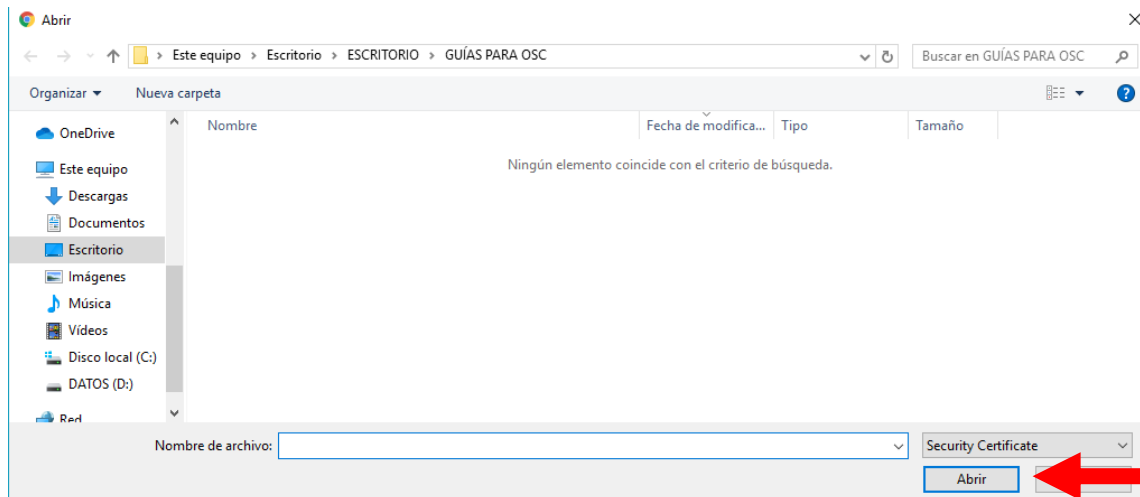 Abrir
Este equipo > Escritorio > ESCRITORIO > GUÍAS PARA OSC
Buscar en GUÍAS PARA OSC
Organizar
Nueva carpeta
Nombre
Fecha de modifica...
Tipo
Tamaño
Ningún elemento coincide con el criterio de búsqueda.
OneDrive
Este equipo
Descargas
Documentos
Escritorio
Imágenes
Música
Vídeos
Disco local (C:)
DATOS (D:)
Red
Nombre de archivo:
Security Certificate
Abrir